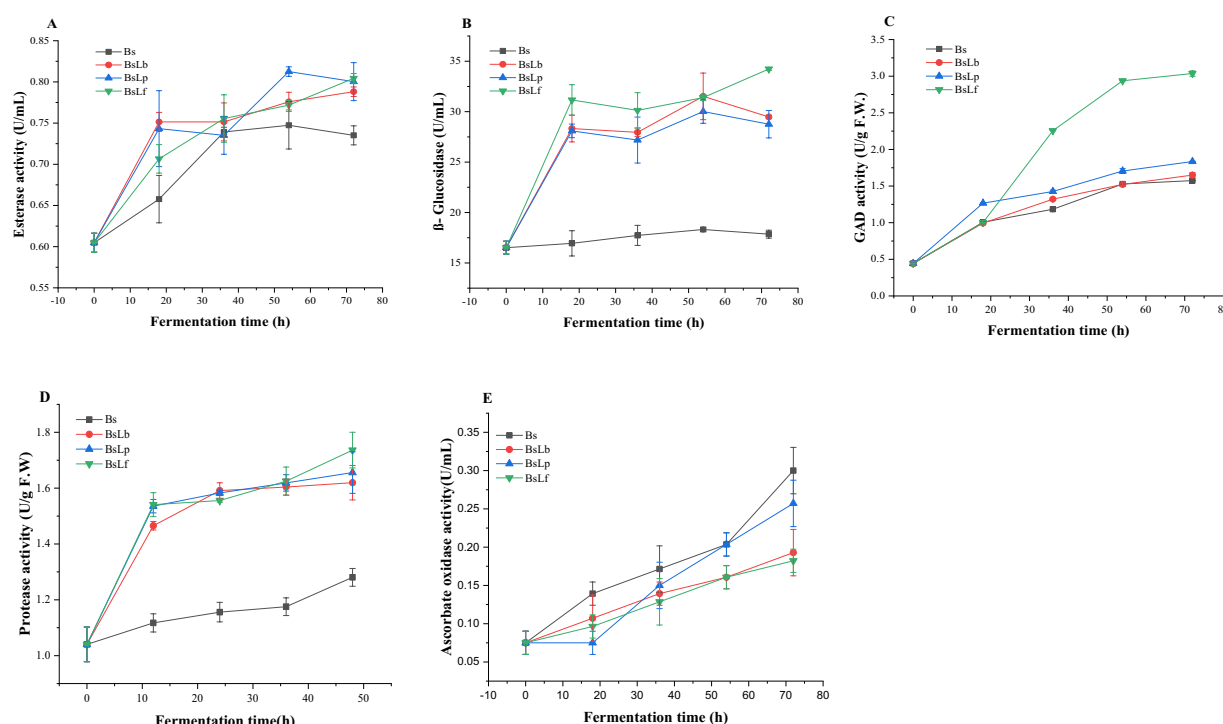 A
Esterase activity (U/mL)
0.85
0.80
0.75
0.70
0.65
0.60
0.55
Bs
BsLb
BsLp
BsLf
-10 0 10 20 30 40 50 60 70 80
Fermentation time (h)
B
ß- Glucosidase (U/mL)
35
30
25
20
15
Bs
BsLb
BsLp
BsLf
-10 0 10 20 30 40 50 60 70 80
Fermentation time (h)
C
GAD activity (U/g F.W.)
3.5
3.0
2.5
2.0
1.5
1.0
0.5
0.0
Bs
BsLb
BsLp
BsLf
0 20 40 60 80
Fermentation time (h)
D
Protease activity (U/g F.W)
1.8
1.6
1.4
1.2
1.0
Bs
BsLb
BsLp
BsLf
0 10 20 30 40 50
Fermentation time(h)
E
Ascorbate oxidase activity(U/mL)
0.30
0.25
0.20
0.15
0.10
0.05
Bs
BsLb
BsLp
BsLf
-10 0 10 20 30 40 50 60 70 80
Fermentation time (h)